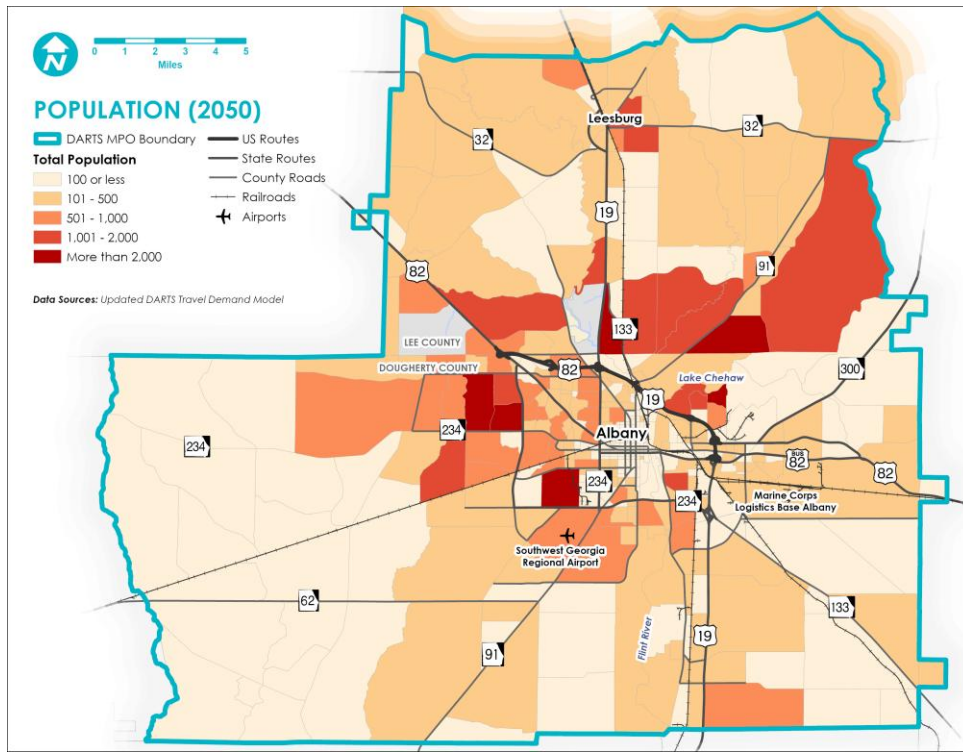 N
0 1 2 3 4 5
Miles
POPULATION (2050)
DARTS MPO Boundary
Total Population
100 or less
101 - 500
501 - 1,000
1,001 - 2,000
More than 2,000
US Routes
State Routes
County Roads
Railroads
Airports
Data Sources: Updated DARTS Travel Demand Model
Leesburg
32
32
19
82
91
133
LEE COUNTY
DOUGHERTY COUNTY
82
Lake Chehaw
300
19
234
234
Albany
BUS
82
82
234
234
Marine Corps
Logistics Base Albany
Southwest Georgia
Regional Airport
62
133
91
19
Flint River